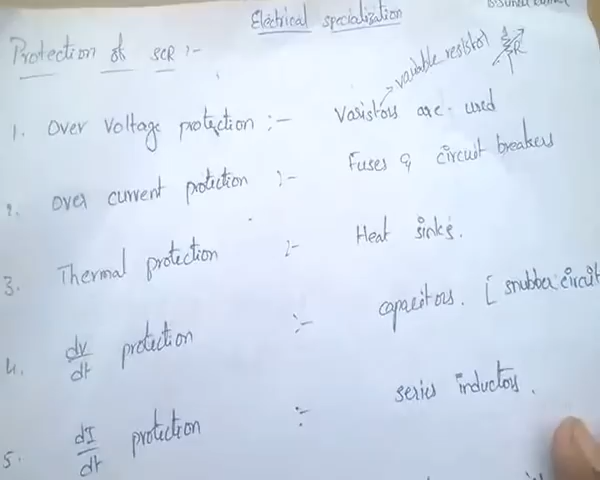 Electrical specialization
Protection of SCR :-
variable resistor
R
1. Over Voltage protection :- Varistors are used
2. Over current protection :- Fuses & circuit breakers
3. Thermal protection :- Heat sinks.
4. dv/dt protection :- capacitors. [snubber circuit
5. dI/dt protection :- series inductors.